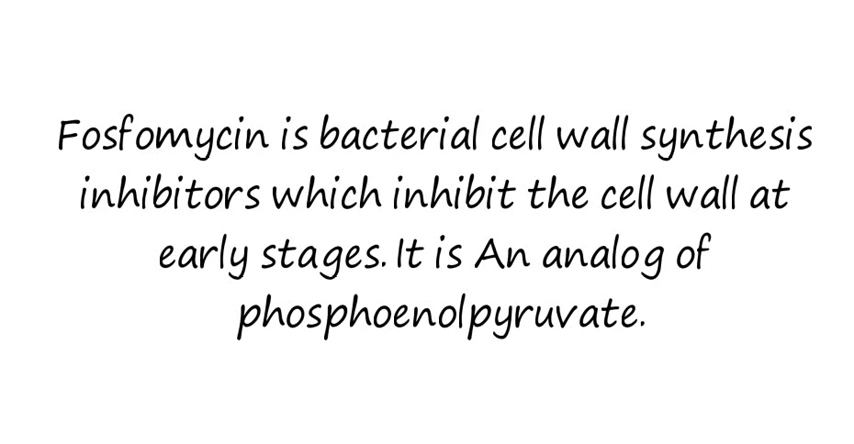 Fosfomycin is bacterial cell wall synthesis
inhibitors which inhibit the cell wall at
early stages. It is An analog of
phosphoenolpyruvate.